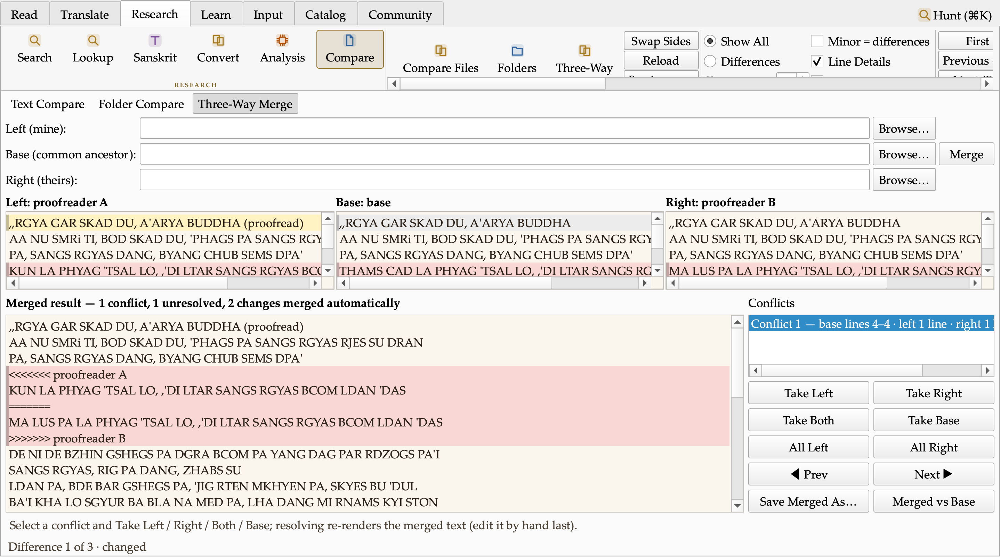 Read Translate Research Learn Input Catalog Community Hunt (⌘K)
Search Lookup Sanskrit Convert Analysis Compare
RESEARCH
Compare Files Folders Three-Way
Swap Sides
Reload
Show All
Differences
Minor = differences
Line Details
First
Previous
Text Compare Folder Compare Three-Way Merge
Left (mine): Browse...
Base (common ancestor): Browse... Merge
Right (theirs): Browse...
Left: proofreader A
,,RGYA GAR SKAD DU, A'ARYA BUDDHA (proofread)
AA NU SMRi TI, BOD SKAD DU, 'PHAGS PA SANGS RGY
PA, SANGS RGYAS DANG, BYANG CHUB SEMS DPA'
KUN LA PHYAG 'TSAL LO, ,'DI LTAR SANGS RGYAS
Base: base
,,RGYA GAR SKAD DU, A'ARYA BUDDHA
AA NU SMRi TI, BOD SKAD DU, 'PHAGS PA SANGS RGY
PA, SANGS RGYAS DANG, BYANG CHUB SEMS DPA'
THAMS CAD LA PHYAG 'TSAL LO, ,'DI LTAR SANGS RG
Right: proofreader B
,,RGYA GAR SKAD DU, A'ARYA BUDDHA
AA NU SMRi TI, BOD SKAD DU, 'PHAGS PA SANGS RGY
PA, SANGS RGYAS DANG, BYANG CHUB SEMS DPA'
MA LUS PA LA PHYAG 'TSAL LO, ,'DI LTAR SANGS RGY
Merged result — 1 conflict, 1 unresolved, 2 changes merged automatically
,,RGYA GAR SKAD DU, A'ARYA BUDDHA (proofread)
AA NU SMRi TI, BOD SKAD DU, 'PHAGS PA SANGS RGYAS RJES SU DRAN
PA, SANGS RGYAS DANG, BYANG CHUB SEMS DPA'
<<<<<<< proofreader A
KUN LA PHYAG 'TSAL LO, ,'DI LTAR SANGS RGYAS BCOM LDAN 'DAS
=======
MA LUS PA LA PHYAG 'TSAL LO, ,'DI LTAR SANGS RGYAS BCOM LDAN 'DAS
>>>>>>> proofreader B
DE NI DE BZHIN GSHEGS PA DGRA BCOM PA YANG DAG PAR RDZOGS PA'I
SANGS RGYAS, RIG PA DANG, ZHABS SU
LDAN PA, BDE BAR GSHEGS PA, 'JIG RTEN MKHYEN PA, SKYES BU 'DUL
BA'I KHA LO SGYUR BA BLA NA MED PA, LHA DANG MI RNAMS KYI STON
Conflicts
Conflict 1 — base lines 4–4 · left 1 line · right 1
Take Left Take Right
Take Both Take Base
All Left All Right
◀ Prev Next ▶
Save Merged As... Merged vs Base
Select a conflict and Take Left / Right / Both / Base; resolving re-renders the merged text (edit it by hand last).
Difference 1 of 3 · changed